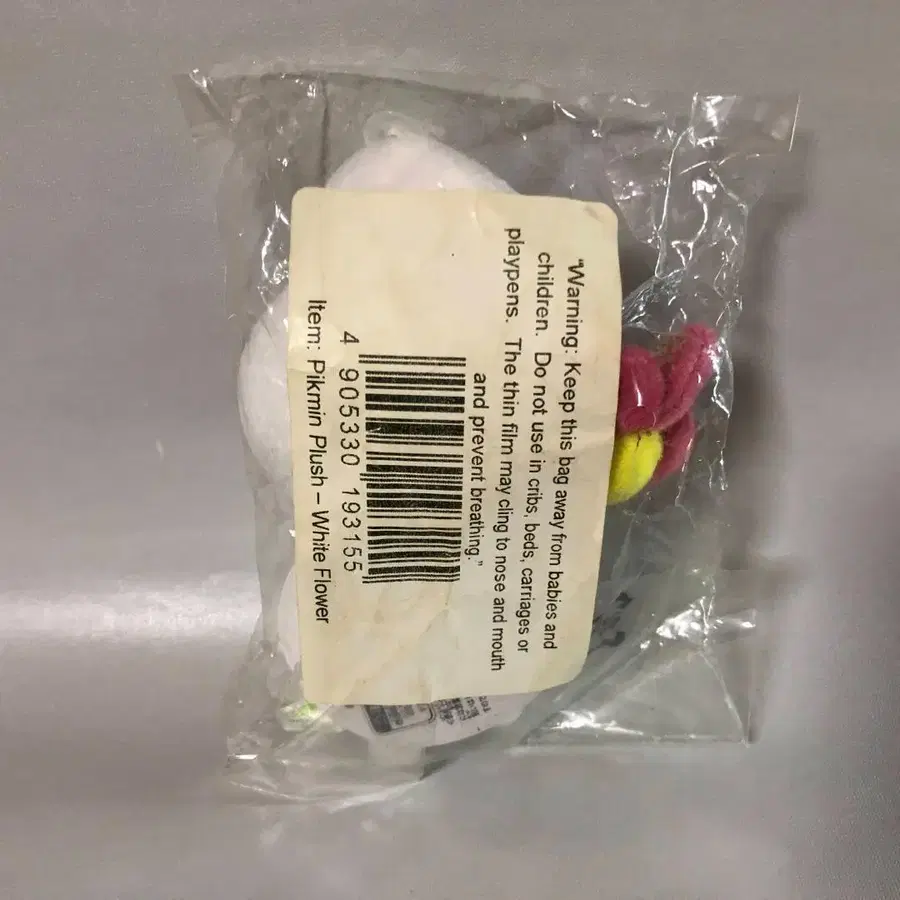 "Warning: Keep this bag away from babies and
children. Do not use in cribs, beds, carriages or
playpens. The thin film may cling to nose and mouth
and prevent breathing."
4 905330 193155
Item: Pikmin Plush – White Flower